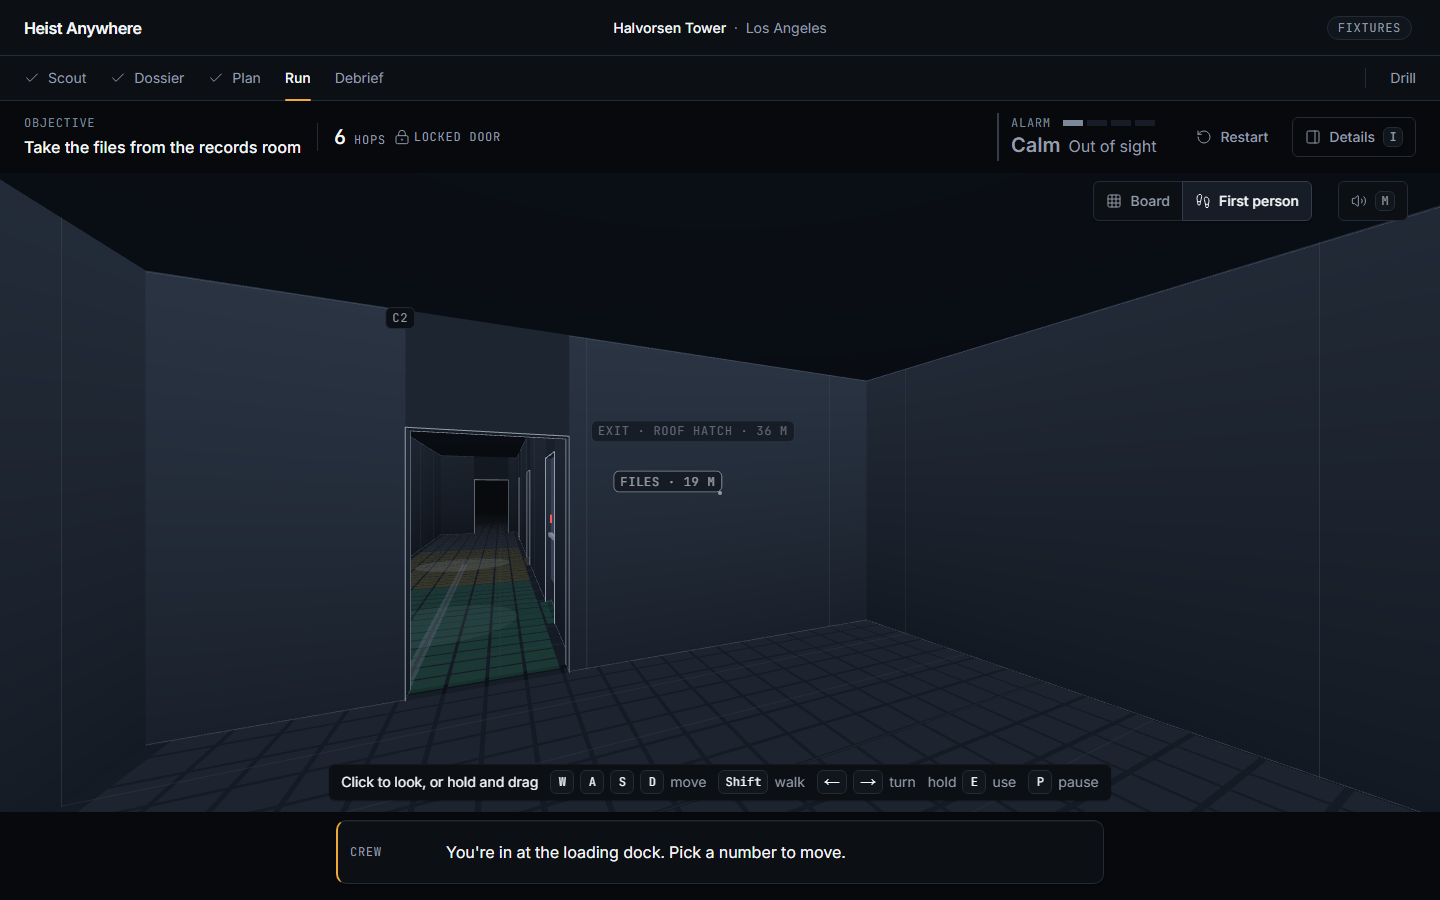 Heist Anywhere
Halvorsen Tower · Los Angeles
FIXTURES
Scout
Dossier
Plan
Run
Debrief
Drill
OBJECTIVE
Take the files from the records room
6 HOPS
LOCKED DOOR
ALARM
Calm Out of sight
Restart
Details I
Board
First person
M
C2
EXIT · ROOF HATCH · 36 M
FILES · 19 M
Click to look, or hold and drag W A S D move Shift walk ← → turn hold E use P pause
CREW
You're in at the loading dock. Pick a number to move.